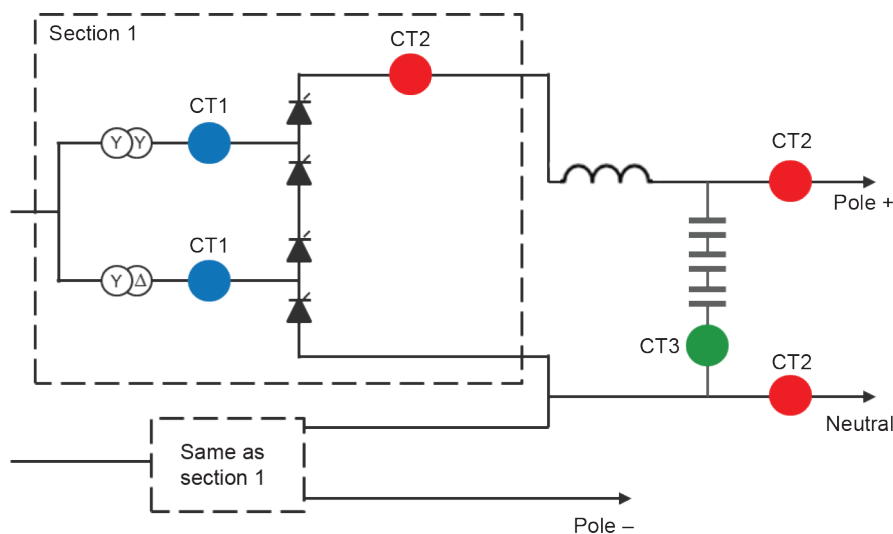 Section 1
CT2
CT1
Y Y
CT2
Pole +
CT1
Y Δ
CT3
CT2
Neutral
Same as
section 1
Pole –